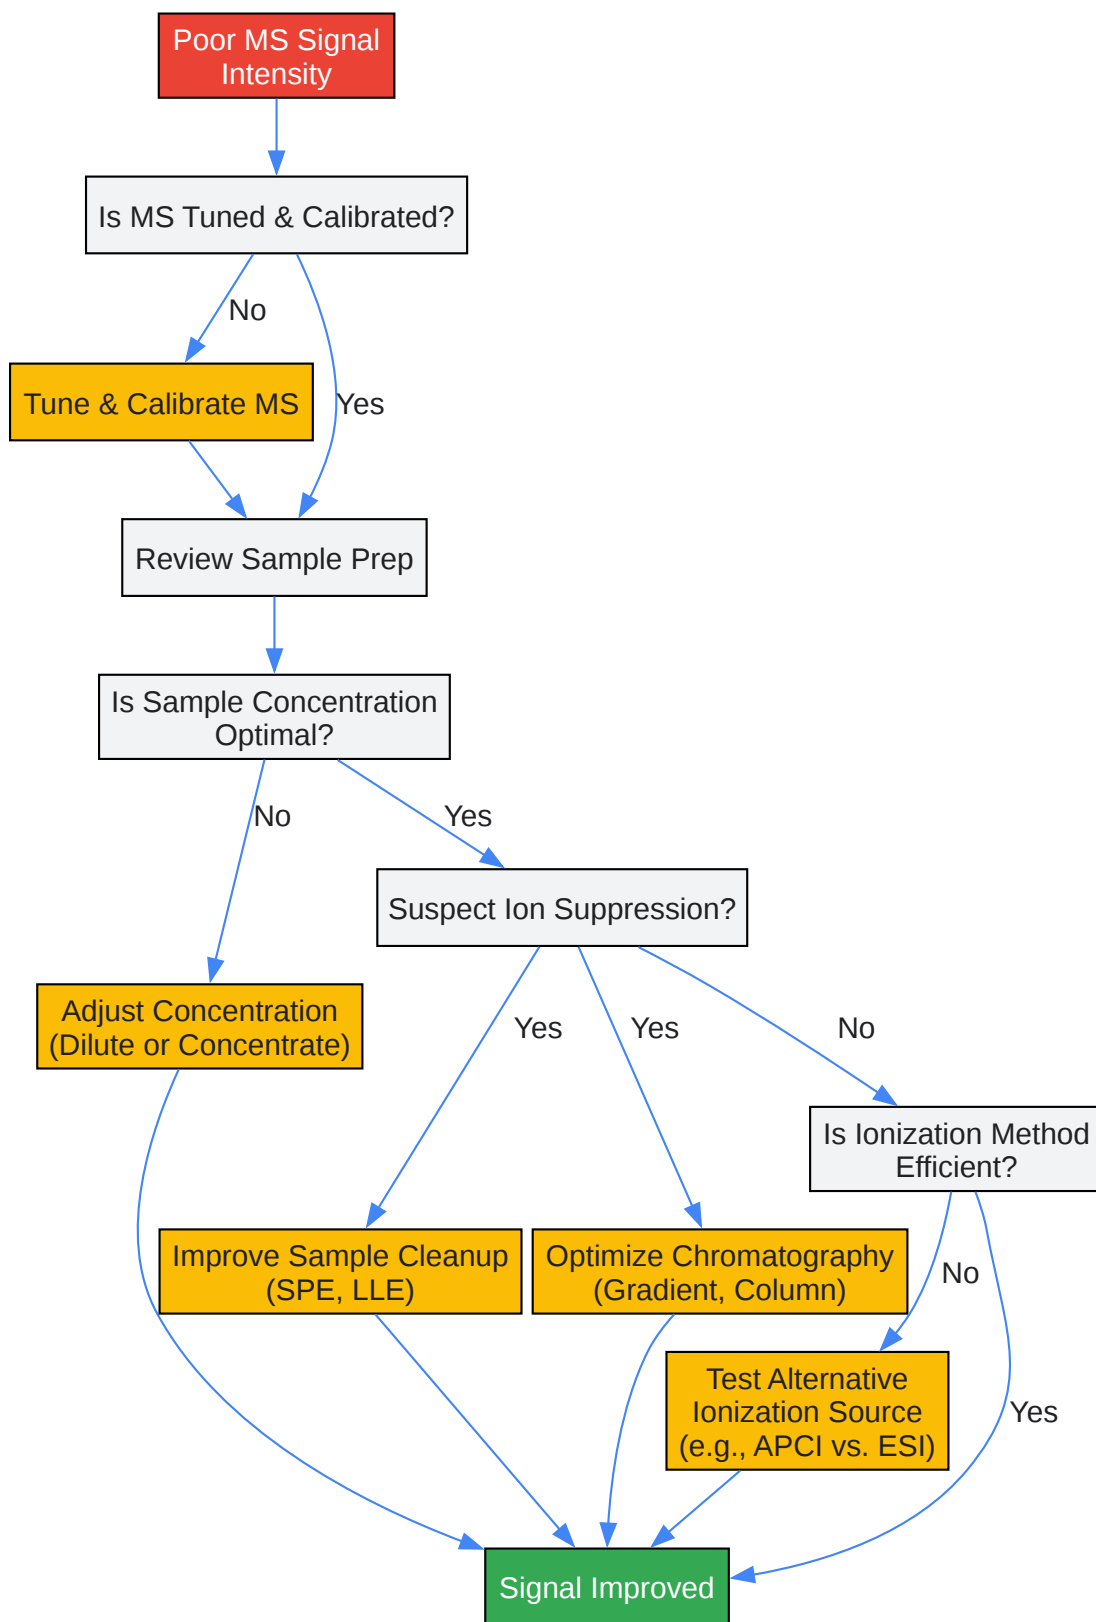 Poor MS Signal
Intensity
Is MS Tuned & Calibrated?
No
Yes
Tune & Calibrate MS
Review Sample Prep
Is Sample Concentration
Optimal?
No
Yes
Suspect Ion Suppression?
Adjust Concentration
(Dilute or Concentrate)
Yes
Yes
No
Is Ionization Method
Efficient?
Improve Sample Cleanup
(SPE, LLE)
Optimize Chromatography
(Gradient, Column)
No
Test Alternative
Ionization Source
(e.g., APCI vs. ESI)
Yes
Signal Improved